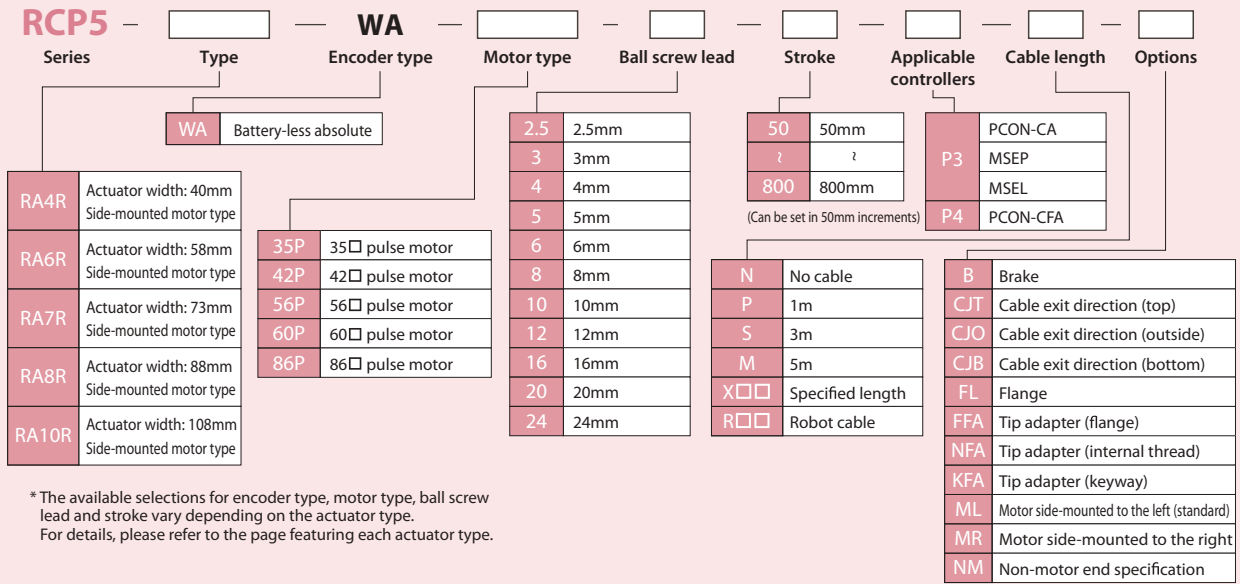 RCP5 – – WA – – – – – –
Series Type Encoder type Motor type Ball screw lead Stroke Applicable controllers Cable length Options
WA Battery-less absolute
RA4R Actuator width: 40mm
Side-mounted motor type
RA6R Actuator width: 58mm
Side-mounted motor type
RA7R Actuator width: 73mm
Side-mounted motor type
RA8R Actuator width: 88mm
Side-mounted motor type
RA10R Actuator width: 108mm
Side-mounted motor type
35P 35□ pulse motor
42P 42□ pulse motor
56P 56□ pulse motor
60P 60□ pulse motor
86P 86□ pulse motor
2.5 2.5mm
3 3mm
4 4mm
5 5mm
6 6mm
8 8mm
10 10mm
12 12mm
16 16mm
20 20mm
24 24mm
50 50mm
~ ~
800 800mm
(Can be set in 50mm increments)
P3 PCON-CA
MSEP
MSEL
P4 PCON-CFA
N No cable
P 1m
S 3m
M 5m
X□□ Specified length
R□□ Robot cable
B Brake
CJT Cable exit direction (top)
CJO Cable exit direction (outside)
CJB Cable exit direction (bottom)
FL Flange
FFA Tip adapter (flange)
NFA Tip adapter (internal thread)
KFA Tip adapter (keyway)
ML Motor side-mounted to the left (standard)
MR Motor side-mounted to the right
NM Non-motor end specification
* The available selections for encoder type, motor type, ball screw
lead and stroke vary depending on the actuator type.
For details, please refer to the page featuring each actuator type.